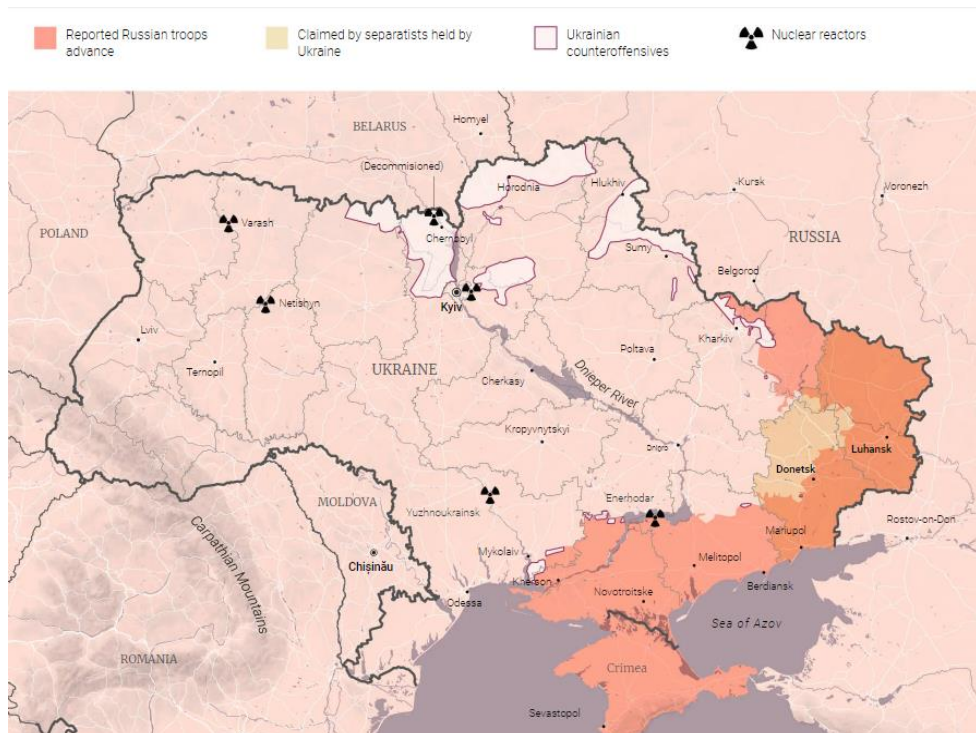 Reported Russian troops
advance
Claimed by separatists held by
Ukraine
Ukrainian
counteroffensives
Nuclear reactors
Homyel
BELARUS
(Decommisioned)
Horodnia
Hlukhiv
Kursk
Voronezh
Varash
Chernobyl
POLAND
RUSSIA
Sumy
Belgorod
Netishyn
Kyiv
Lviv
Kharkiv
Poltava
Ternopil
UKRAINE
Cherkasy
Dnieper River
Kropyvnytskyi
Dnipro
Luhansk
Donetsk
MOLDOVA
Enerhodar
Yuzhnoukrainsk
Rostov-on-Don
Mariupol
Mykolaiv
Carpathian Mountains
Chișinău
Melitopol
Kherson
Berdiansk
Novotroitske
Odessa
Sea of Azov
ROMANIA
Crimea
Sevastopol